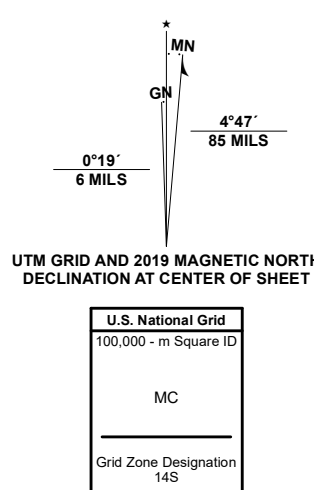 ★
MN
GN
4°47´
85 MILS
0°19´
6 MILS
UTM GRID AND 2019 MAGNETIC NORTH
DECLINATION AT CENTER OF SHEET
U.S. National Grid
100,000 - m Square ID
MC
Grid Zone Designation
14S